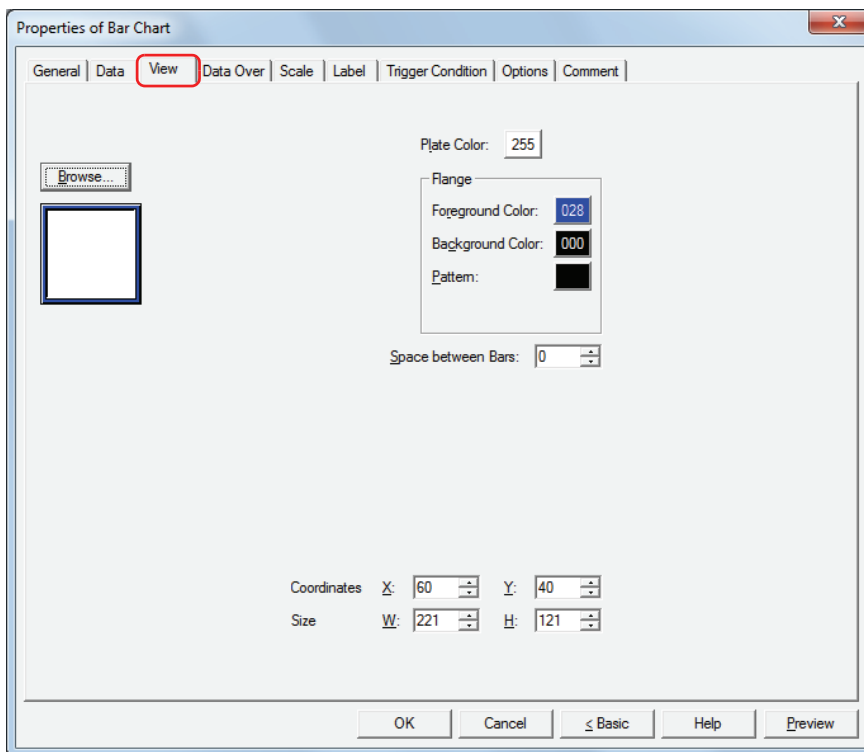 Properties of Bar Chart
General Data View Data Over Scale Label Trigger Condition Options Comment
Plate Color: 255
Browse...
Flange
Foreground Color: 028
Background Color: 000
Pattern:
Space between Bars: 0
Coordinates X: 60 Y: 40
Size W: 221 H: 121
OK Cancel < Basic Help Preview